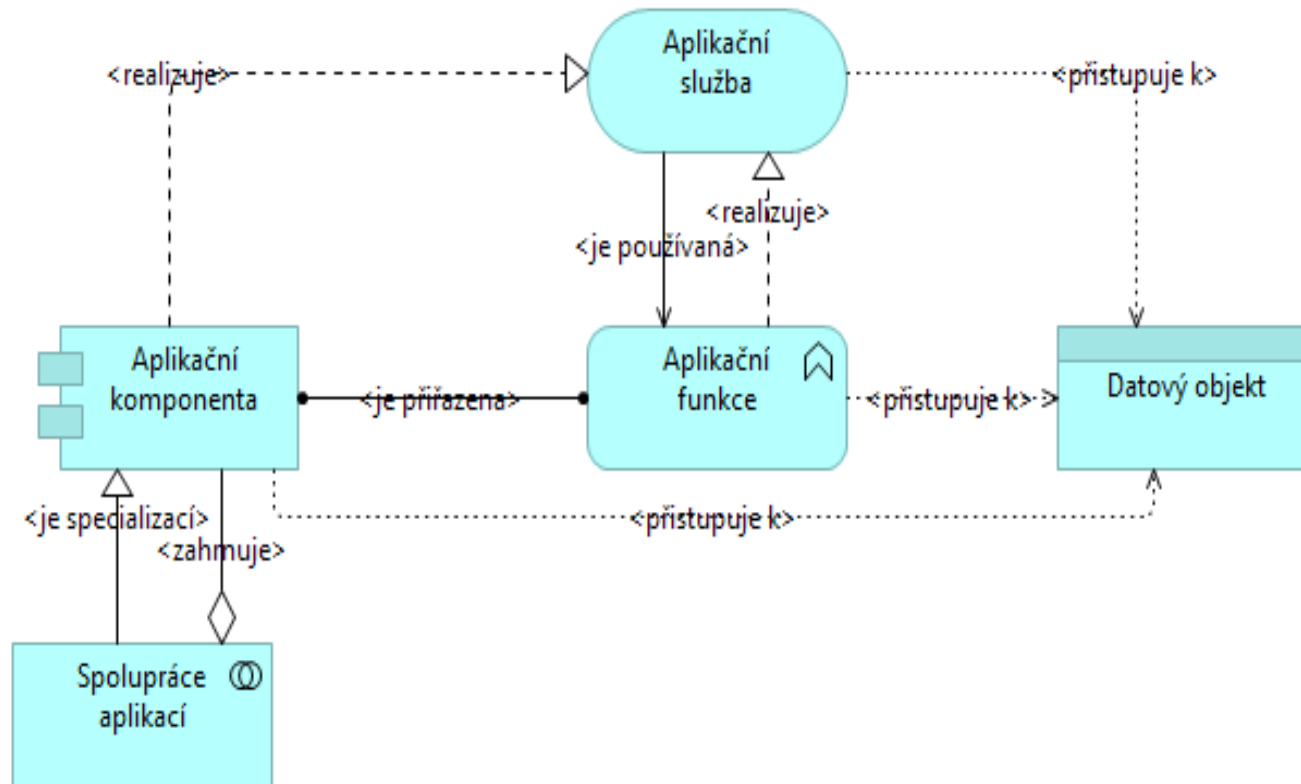 Aplikační
služba
<realizuje>
<přistupuje k>
<realizuje>
<je používaná>
Aplikační
komponenta
<je přiřazena>
Aplikační
funkce
<přistupuje k>
Datový objekt
<je specializací>
<přistupuje k>
<zahrnuje>
Spolupráce
aplikací